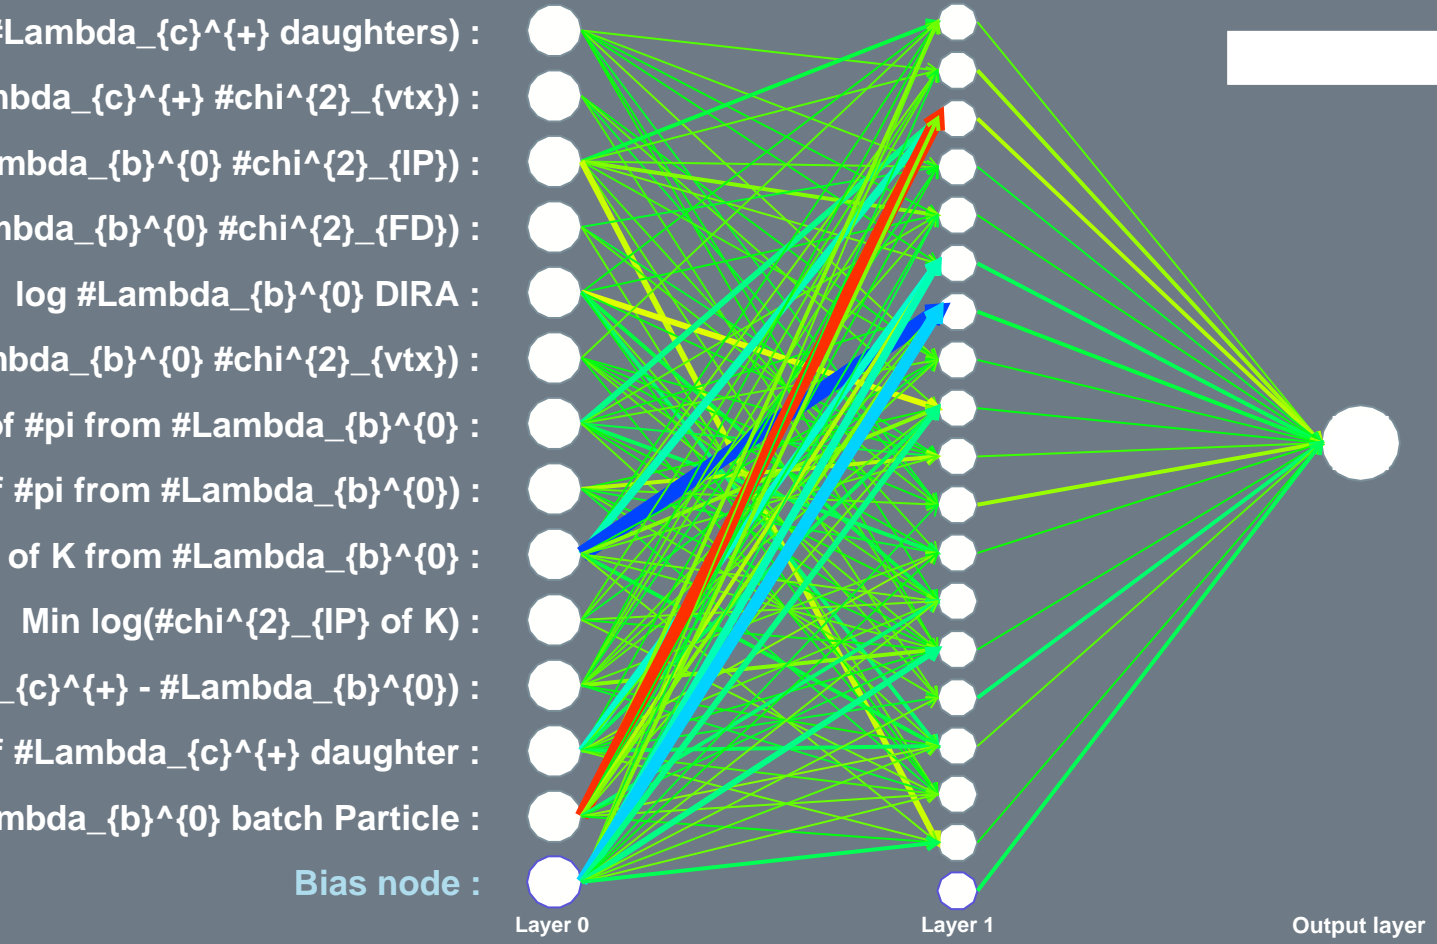 #Lambda_{c}^{+} daughters) :
mbda_{c}^{+} #chi^{2}_{vtx}) :
mbda_{b}^{0} #chi^{2}_{IP}) :
mbda_{b}^{0} #chi^{2}_{FD}) :
log #Lambda_{b}^{0} DIRA :
mbda_{b}^{0} #chi^{2}_{vtx}) :
of #pi from #Lambda_{b}^{0} :
f #pi from #Lambda_{b}^{0}) :
of K from #Lambda_{b}^{0} :
Min log(#chi^{2}_{IP} of K) :
_{c}^{+} - #Lambda_{b}^{0}) :
f #Lambda_{c}^{+} daughter :
mbda_{b}^{0} batch Particle :
Bias node :
Layer 0
Layer 1
Output layer